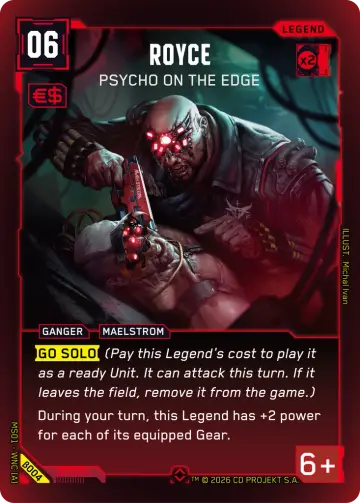 LEGEND
06
ROYCE
x2
PSYCHO ON THE EDGE
€$
ILLUST. Michal Ivan
GANGER
MAELSTROM
GO SOLO (Pay this Legend's cost to play it
as a ready Unit. It can attack this turn. If it
leaves the field, remove it from the game.)
During your turn, this Legend has +2 power
for each of its equipped Gear.
β004
™ © 2026 CD PROJEKT S.A.
6+